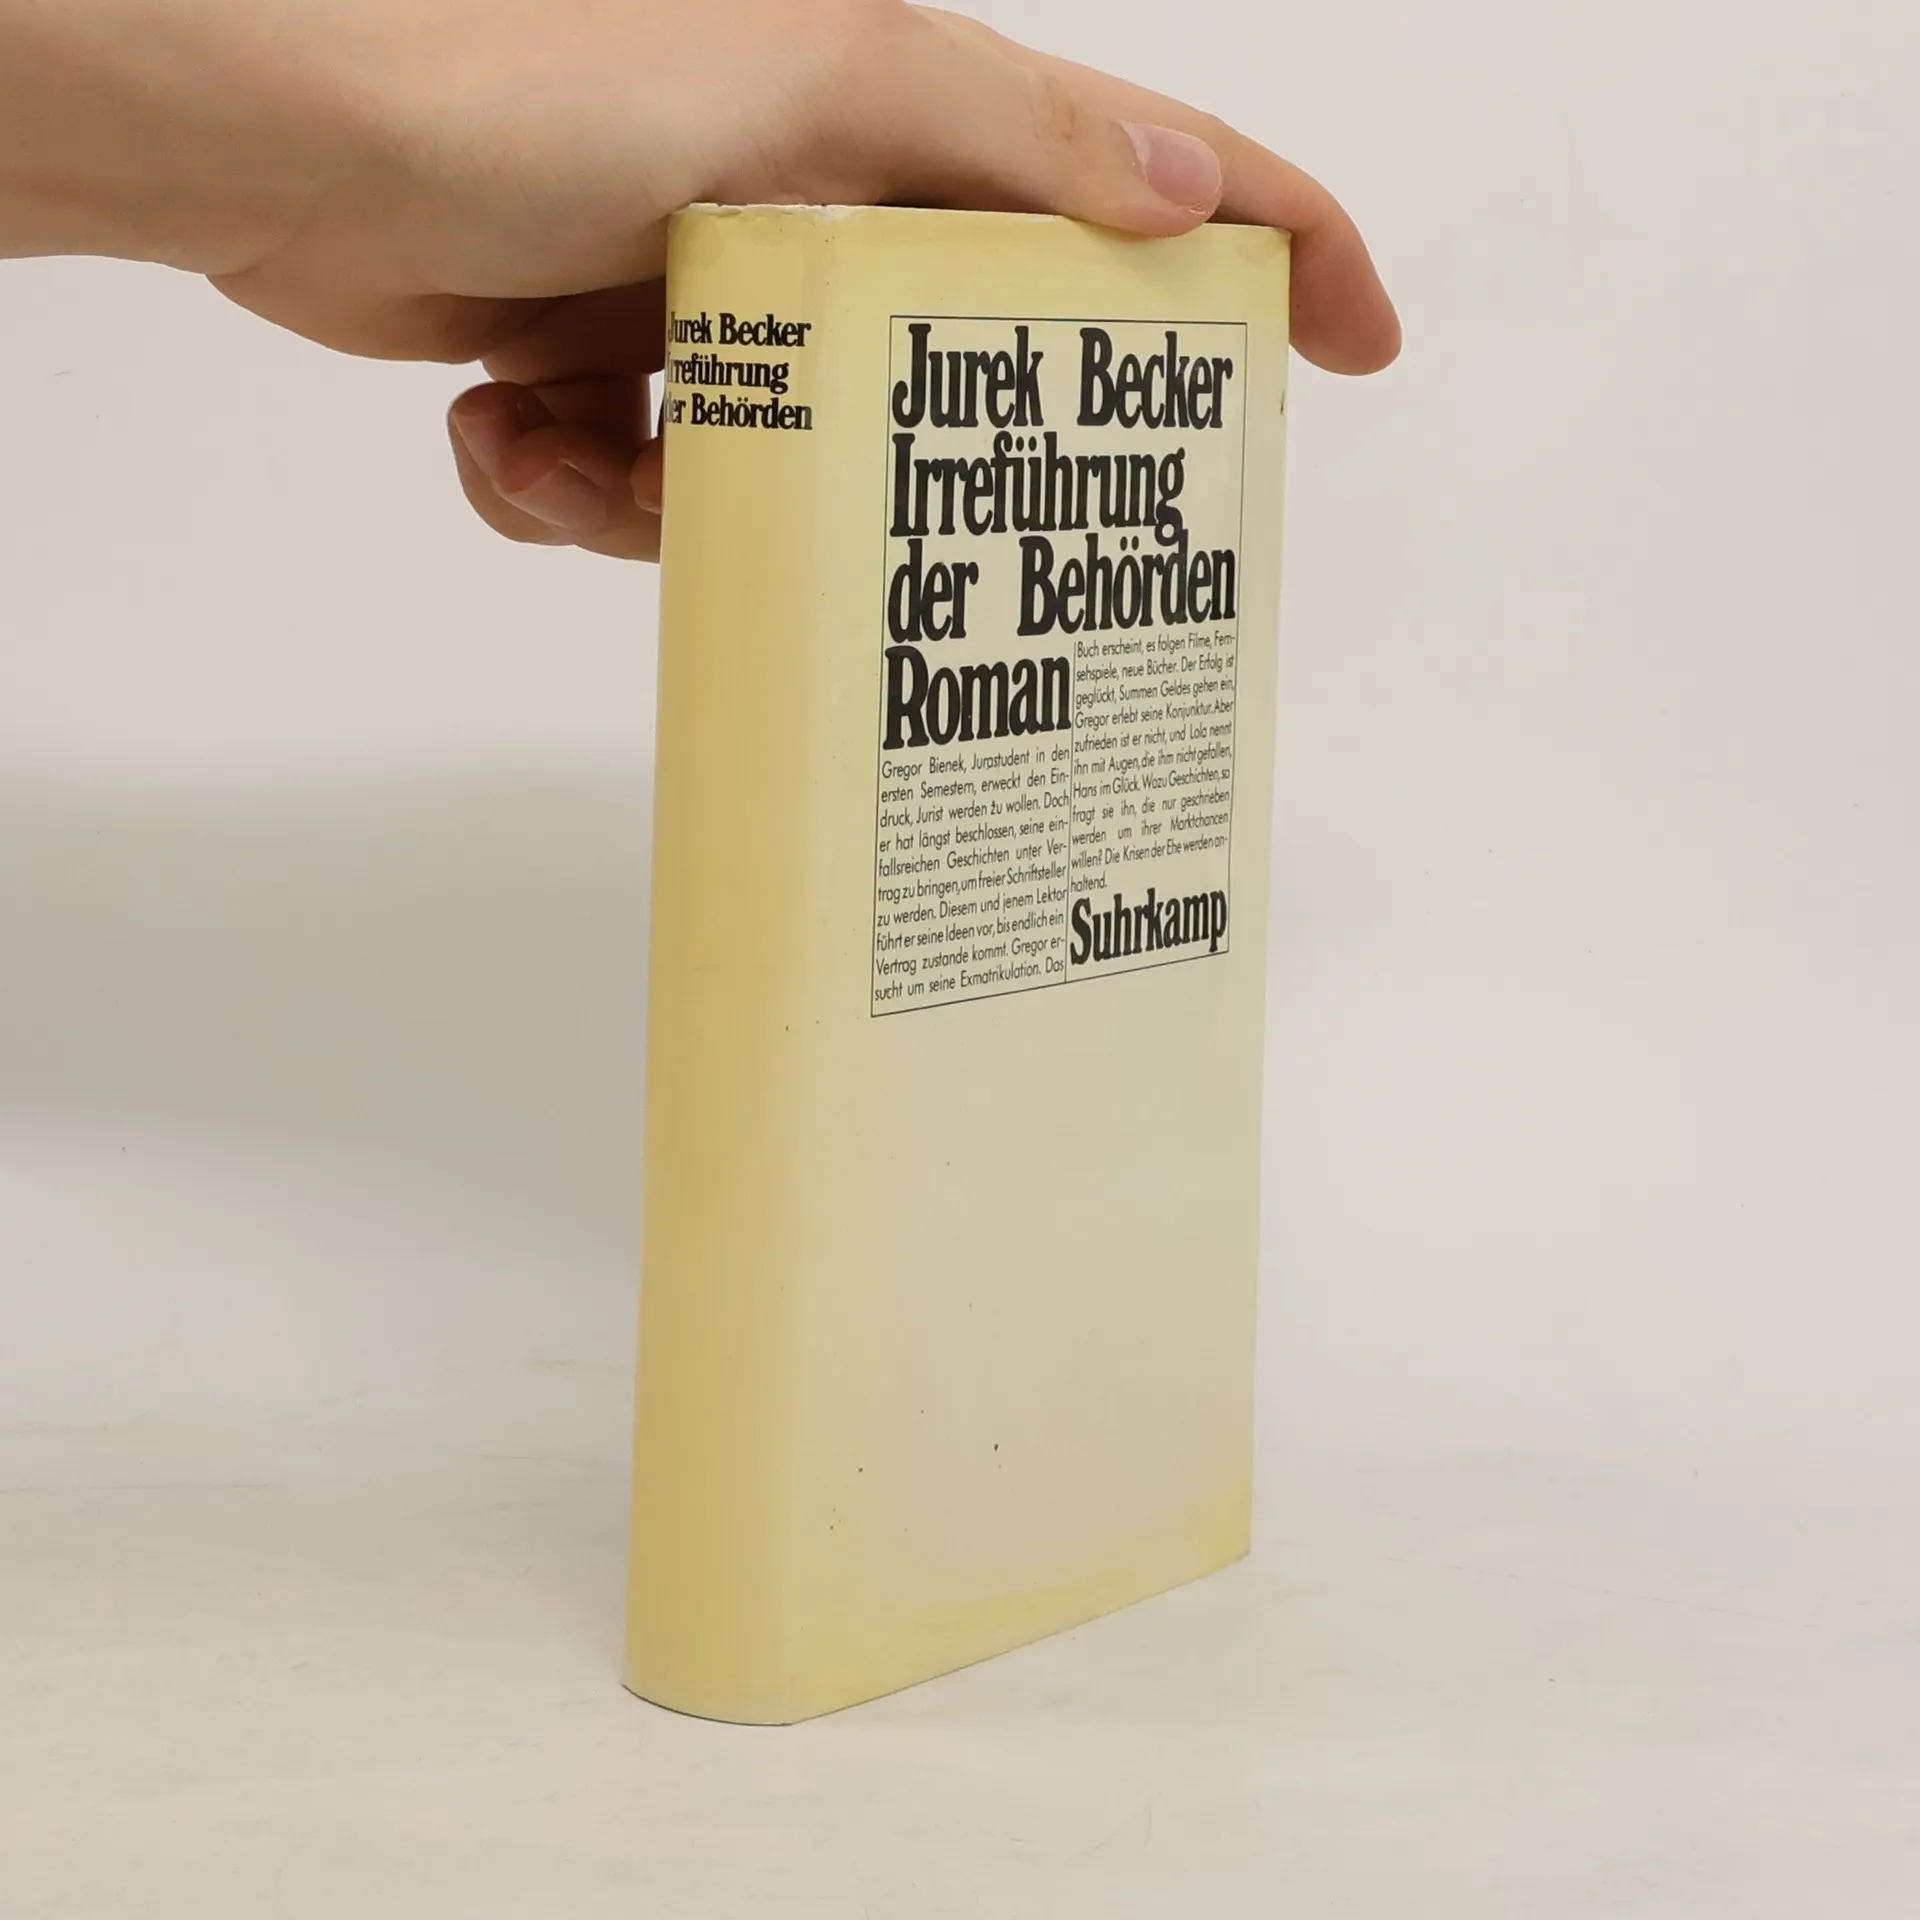 Jurek Becker
Irreführung
der Behörden
Jurek Becker
Irreführung
der Behörden
Roman
Gregor Bienek, Jurastudent in den
ersten Semestern, erweckt den Ein-
druck, Jurist werden zu wollen. Doch
er hat längst beschlossen, seine ein-
fallsreichen Geschichten unter Ver-
trag zu bringen, um freier Schriftsteller
zu werden. Diesem und jenem Lektor
führt er seine Ideen vor, bis endlich ein
Vertrag zustande kommt. Gregor er-
sucht um seine Exmatrikulation. Das
Buch erscheint, es folgen Filme, Fern-
sehspiele, neue Bücher. Der Erfolg ist
geglückt, Summen Geldes gehen ein,
Gregor erlebt seine Konjunktur. Aber
zufrieden ist er nicht, und Lola nennt
ihn mit Augen, die ihm nicht gefallen,
Hans im Glück. Wozu Geschichten, so
fragt sie ihn, die nur geschrieben
werden um ihrer Marktchancen
willen? Die Krisen der Ehe werden an-
haltend.
Suhrkamp